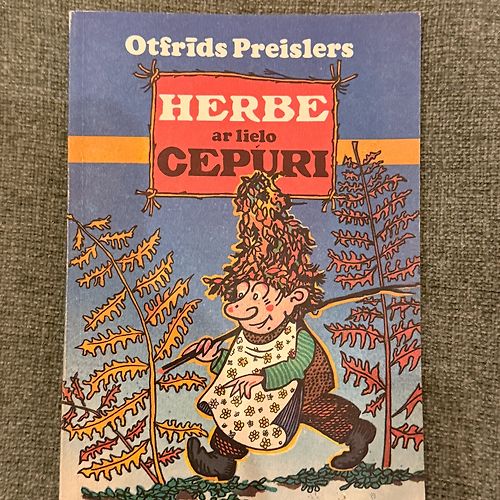 Otfrīds Preislers
HERBE
ar lielo
CEPURI